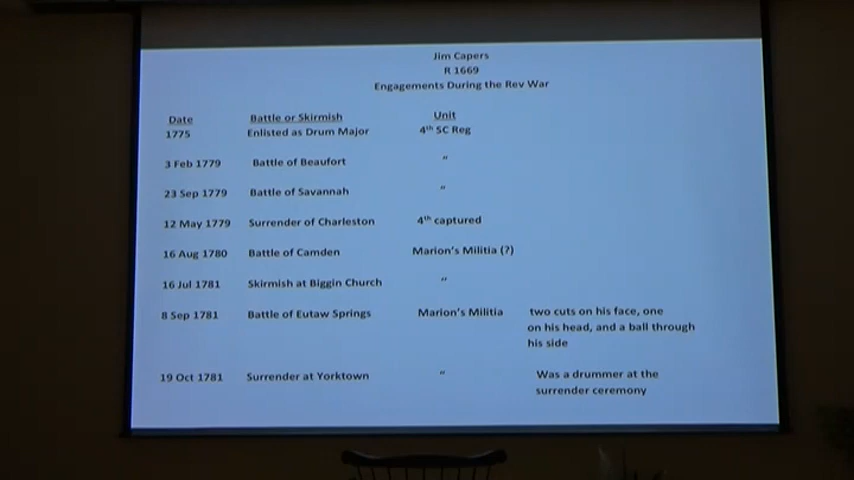 Jim Capers
R 1669
Engagements During the Rev War
Date Battle or Skirmish Unit
1775 Enlisted as Drum Major 4th SC Reg
3 Feb 1779 Battle of Beaufort "
23 Sep 1779 Battle of Savannah "
12 May 1779 Surrender of Charleston 4th captured
16 Aug 1780 Battle of Camden Marion's Militia (?)
16 Jul 1781 Skirmish at Biggin Church "
8 Sep 1781 Battle of Eutaw Springs Marion's Militia two cuts on his face, one
on his head, and a ball through
his side
19 Oct 1781 Surrender at Yorktown " Was a drummer at the
surrender ceremony